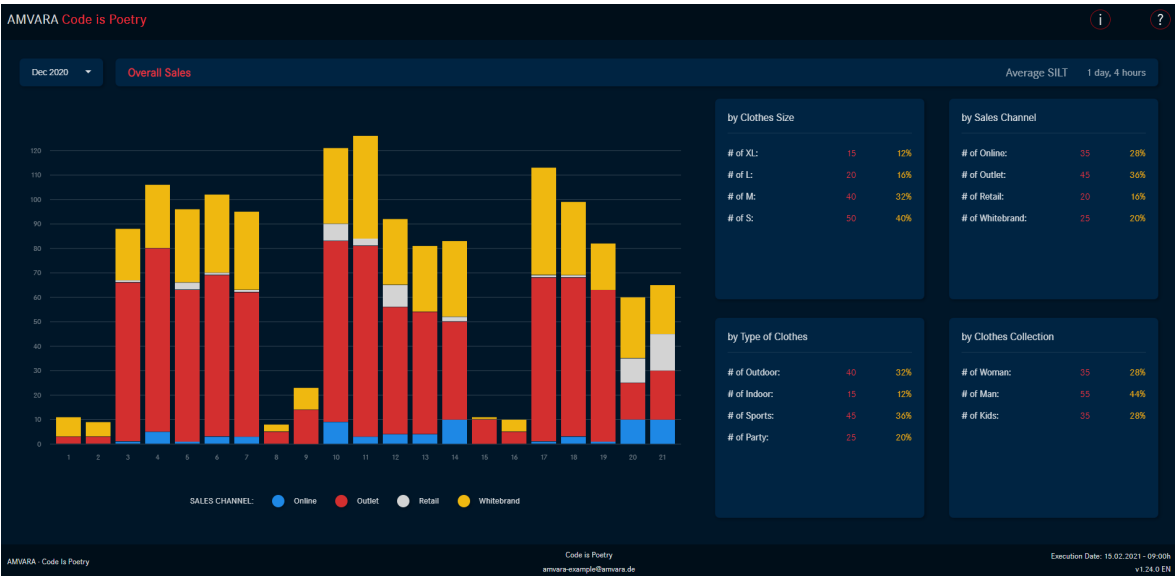 AMVARA Code is Poetry
i
?
Dec 2020
Overall Sales
Average SILT 1 day, 4 hours
120
110
100
90
80
70
60
50
40
30
20
10
0
1 2 3 4 5 6 7 8 9 10 11 12 13 14 15 16 17 18 19 20 21
SALES CHANNEL: Online Outlet Retail Whitebrand
by Clothes Size
# of XL: 15 12%
# of L: 20 16%
# of M: 40 32%
# of S: 50 40%
by Sales Channel
# of Online: 35 28%
# of Outlet: 45 36%
# of Retail: 20 16%
# of Whitebrand: 25 20%
by Type of Clothes
# of Outdoor: 40 32%
# of Indoor: 15 12%
# of Sports: 45 36%
# of Party: 25 20%
by Clothes Collection
# of Woman: 35 28%
# of Man: 55 44%
# of Kids: 35 28%
AMVARA - Code Is Poetry
Code is Poetry
amvara-example@amvara.de
Execution Date: 15.02.2021 - 09:00h
v1.24.0 EN